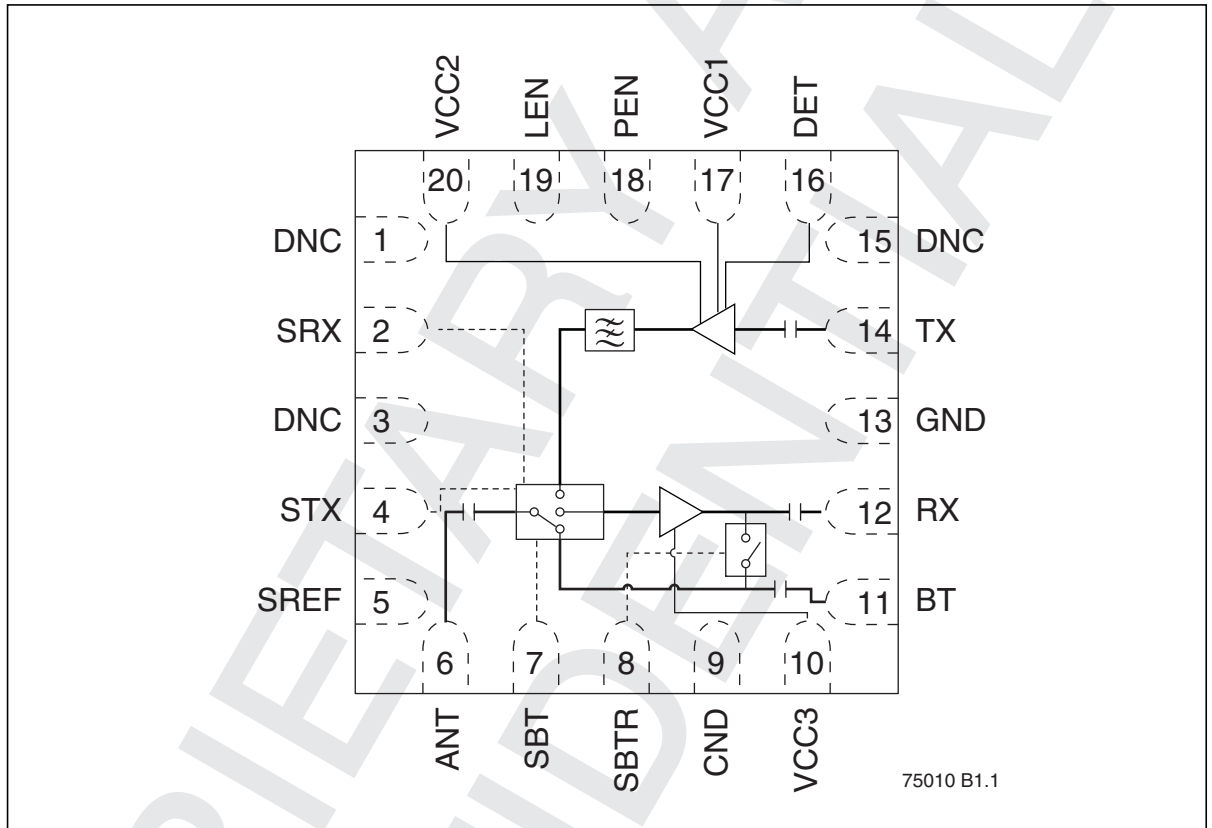 VCC2
LEN
PEN
VCC1
DET
20
19
18
17
16
DNC 1
15 DNC
SRX 2
14 TX
DNC 3
13 GND
STX 4
12 RX
SREF 5
11 BT
6
7
8
9
10
ANT
SBT
SBTR
CND
VCC3
75010 B1.1